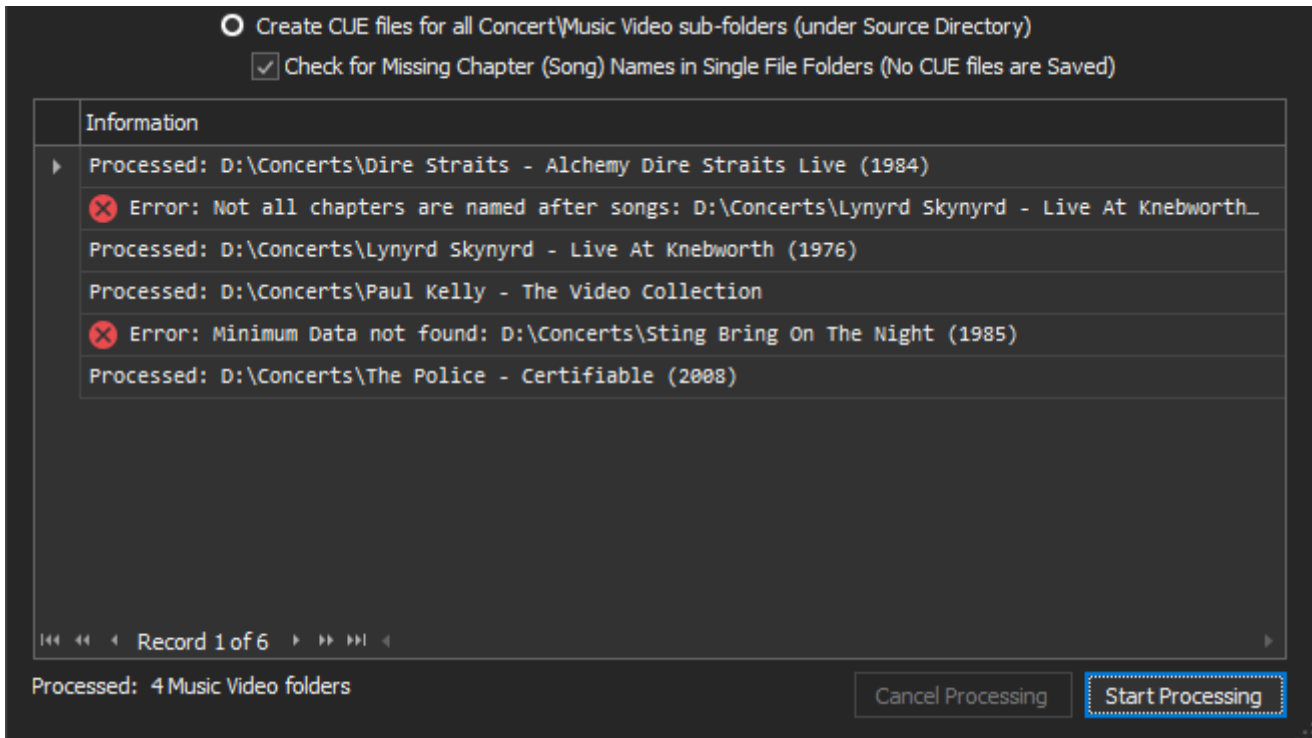 Create CUE files for all Concert\Music Video sub-folders (under Source Directory)
Check for Missing Chapter (Song) Names in Single File Folders (No CUE files are Saved)
Information
Processed: D:\Concerts\Dire Straits - Alchemy Dire Straits Live (1984)
Error: Not all chapters are named after songs: D:\Concerts\Lynyrd Skynyrd - Live At Knebworth…
Processed: D:\Concerts\Lynyrd Skynyrd - Live At Knebworth (1976)
Processed: D:\Concerts\Paul Kelly - The Video Collection
Error: Minimum Data not found: D:\Concerts\Sting Bring On The Night (1985)
Processed: D:\Concerts\The Police - Certifiable (2008)
Record 1 of 6
Processed: 4 Music Video folders
Cancel Processing
Start Processing